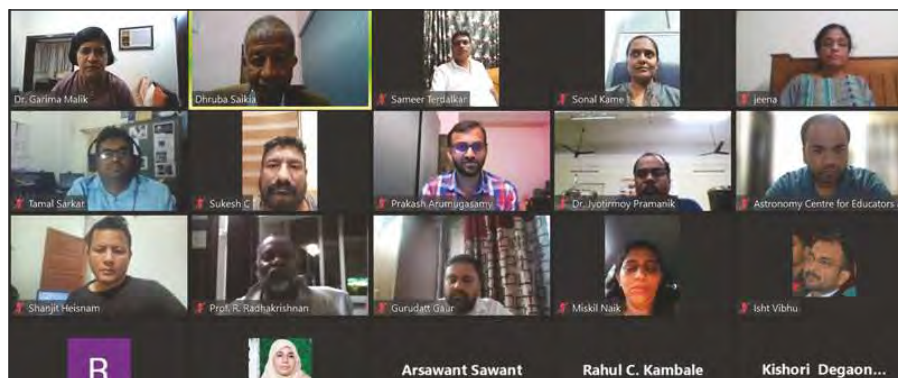 Dr. Garima Malik
Dhruba Saikia
Sameer Terdalkar
Sonal Kame
jeena
Tamal Sarkar
Sukesh C
Prakash Arumugasamy
Dr. Jyotirmoy Pramanik
Astronomy Centre for Educators
Shanjit Heisnam
Prof. R. Radhakrishnan
Gurudatt Gaur
Miskil Naik
Isht Vibhu
R
Arsawant Sawant
Rahul C. Kambale
Kishori Degaon...